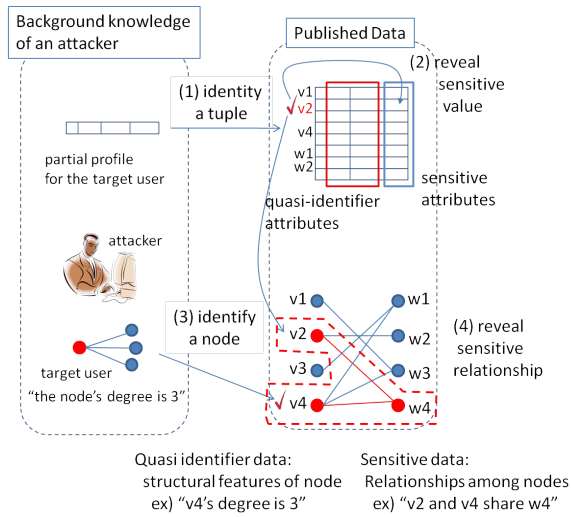 Background knowledge
of an attacker
Published Data
(2) reveal
sensitive
value
(1) identity
a tuple
v1
v2
v4
w1
w2
partial profile
for the target user
quasi-identifier
attributes
sensitive
attributes
attacker
(3) identify
a node
target user
"the node's degree is 3"
v1
v2
v3
v4
w1
w2
w3
w4
(4) reveal
sensitive
relationship
Quasi identifier data:
structural features of node
ex) "v4's degree is 3"
Sensitive data:
Relationships among nodes
ex) "v2 and v4 share w4"